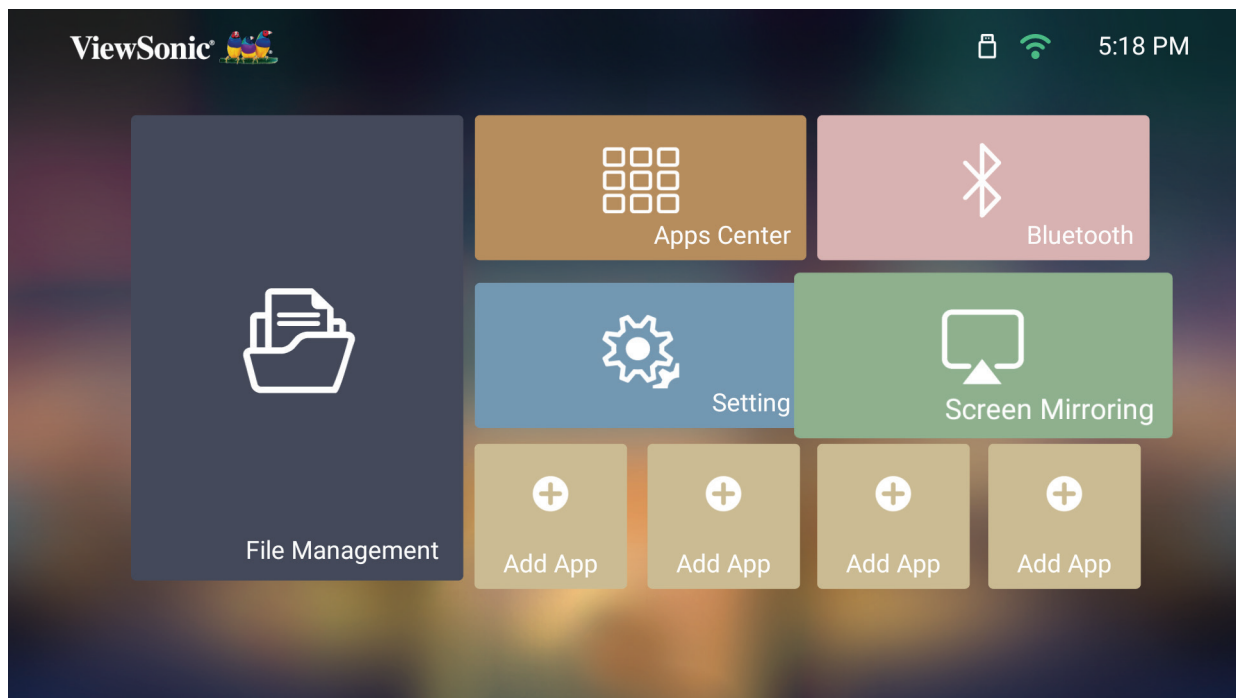 ViewSonic®
5:18 PM
Apps Center
Bluetooth
Setting
Screen Mirroring
File Management
Add App
Add App
Add App
Add App